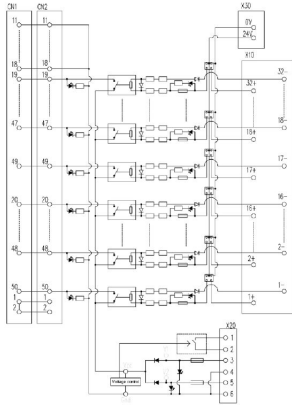 CN1 CN2 X30
11 11 0V
24V
X10
18 18
19 19 32-
32+
47 47 18-
18+
49 49 17-
17+
20 20 16-
16+
48 48 2-
2+
50 50 1-
1 1 1+
2 2
X20
1
2
3
4
Voltage monitor 5
6